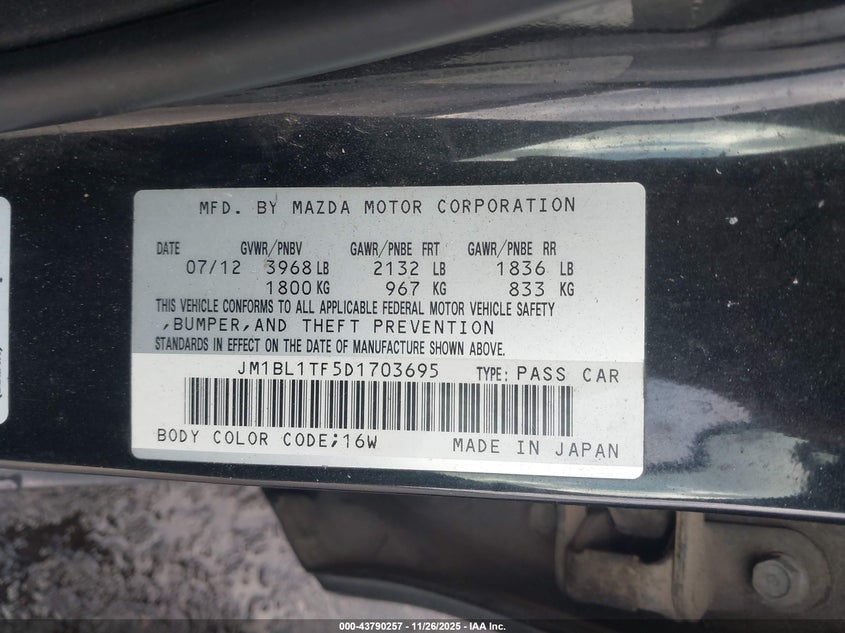 MFD. BY MAZDA MOTOR CORPORATION
DATE GVWR/PNBV GAWR/PNBE FRT GAWR/PNBE RR
07/12 3968 LB 2132 LB 1836 LB
1800 KG 967 KG 833 KG
THIS VEHICLE CONFORMS TO ALL APPLICABLE FEDERAL MOTOR VEHICLE SAFETY
,BUMPER,AND THEFT PREVENTION
STANDARDS IN EFFECT ON THE DATE OF MANUFACTURE SHOWN ABOVE.
JM1BL1TF5D1703695 TYPE: PASS CAR
BODY COLOR CODE;16W MADE IN JAPAN
000-43790257 - 11/26/2025 - IAA Inc.